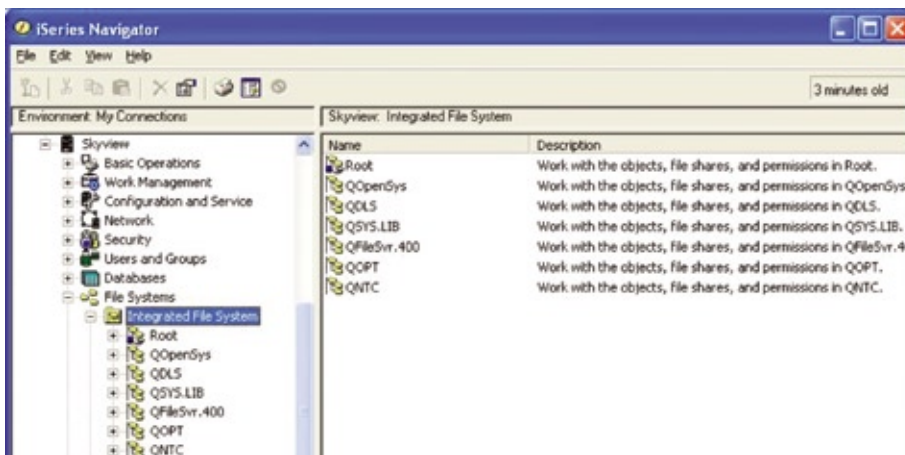 iSeries Navigator
File Edit View Help
3 minutes old
Environment: My Connections
Skyview: Integrated File System
Skyview
Basic Operations
Work Management
Configuration and Service
Network
Security
Users and Groups
Databases
File Systems
Integrated File System
Root
QOpenSys
QDLS
QSYS.LIB
QFileSvr.400
QOPT
QNTC
Name Description
Root Work with the objects, file shares, and permissions in Root.
QOpenSys Work with the objects, file shares, and permissions in QOpenSys
QDLS Work with the objects, file shares, and permissions in QDLS.
QSYS.LIB Work with the objects, file shares, and permissions in QSYS.LIB.
QFileSvr.400 Work with the objects, file shares, and permissions in QFileSvr.4
QOPT Work with the objects, file shares, and permissions in QOPT.
QNTC Work with the objects, file shares, and permissions in QNTC.